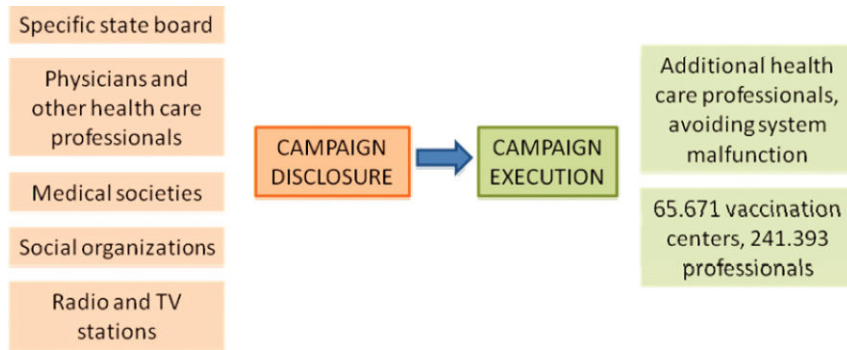 Specific state board
Physicians and
other health care
professionals
Medical societies
Social organizations
Radio and TV
stations
CAMPAIGN
DISCLOSURE
CAMPAIGN
EXECUTION
Additional health
care professionals,
avoiding system
malfunction
65.671 vaccination
centers, 241.393
professionals